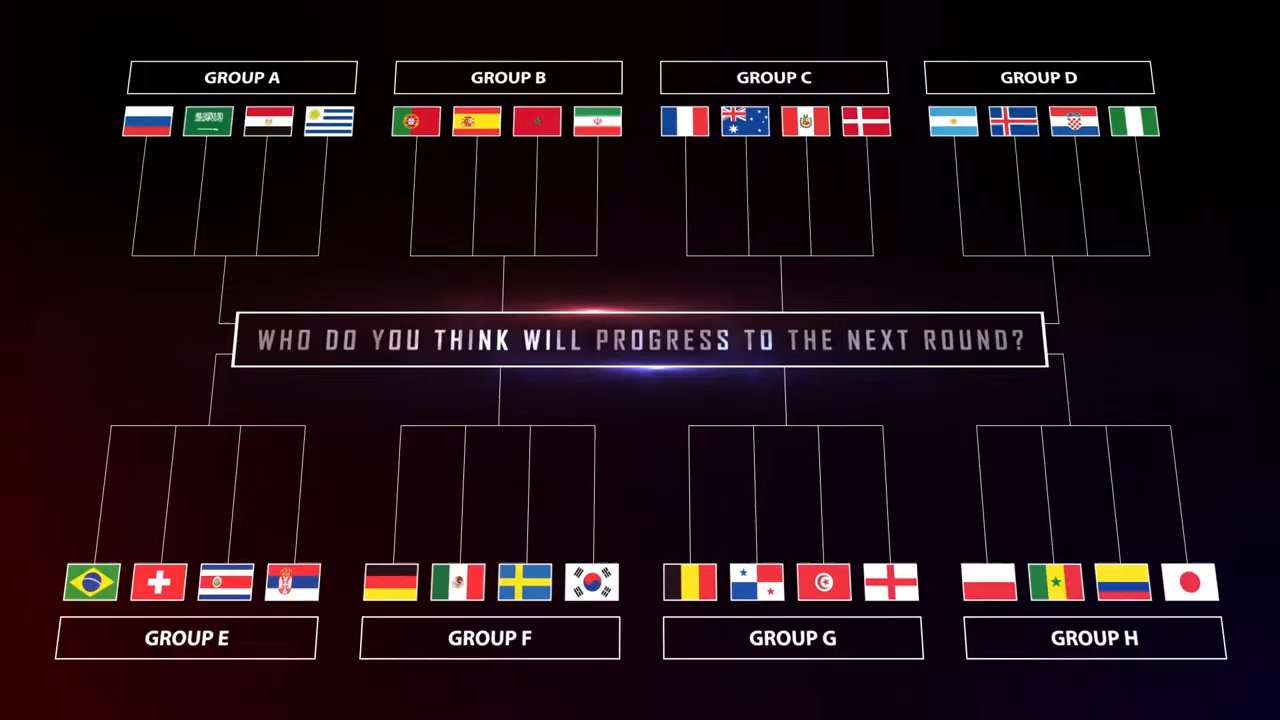 GROUP A
GROUP B
GROUP C
GROUP D
WHO DO YOU THINK WILL PROGRESS TO THE NEXT ROUND?
GROUP E
GROUP F
GROUP G
GROUP H